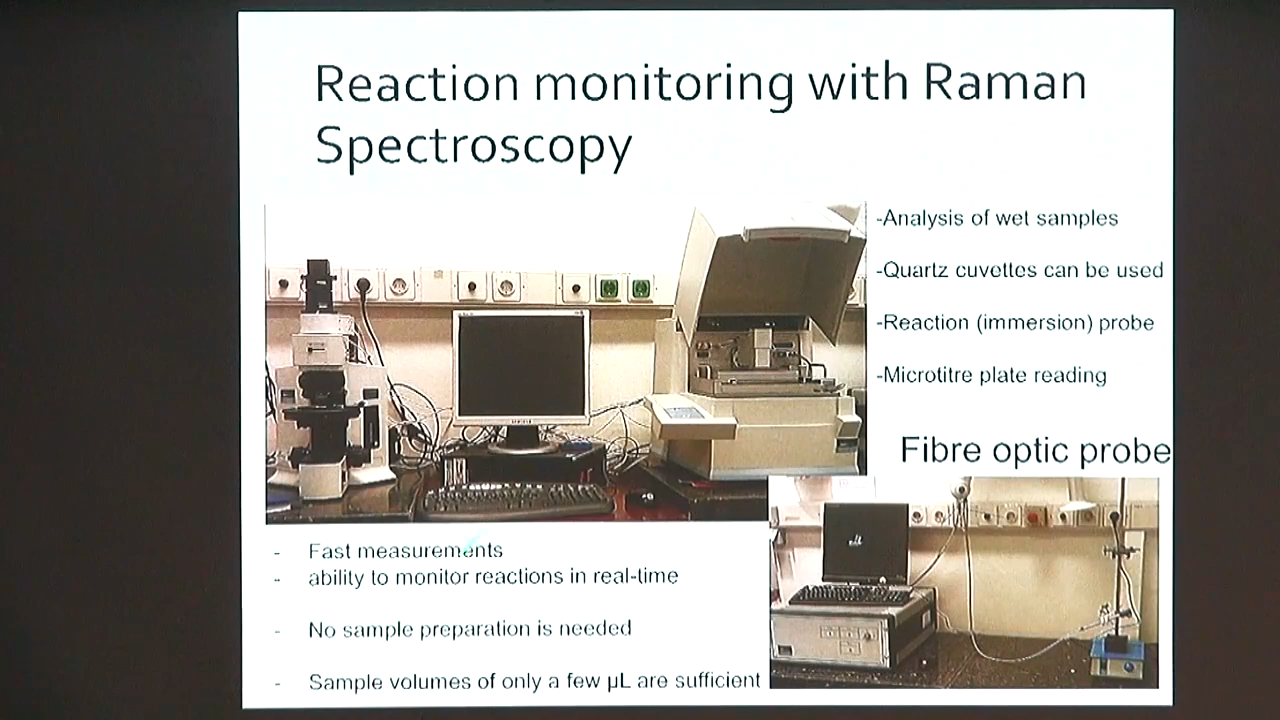 Reaction monitoring with Raman
Spectroscopy
-Analysis of wet samples
-Quartz cuvettes can be used
-Reaction (immersion) probe
-Microtitre plate reading
Fibre optic probe
- Fast measurements
- ability to monitor reactions in real-time
- No sample preparation is needed
- Sample volumes of only a few µL are sufficient